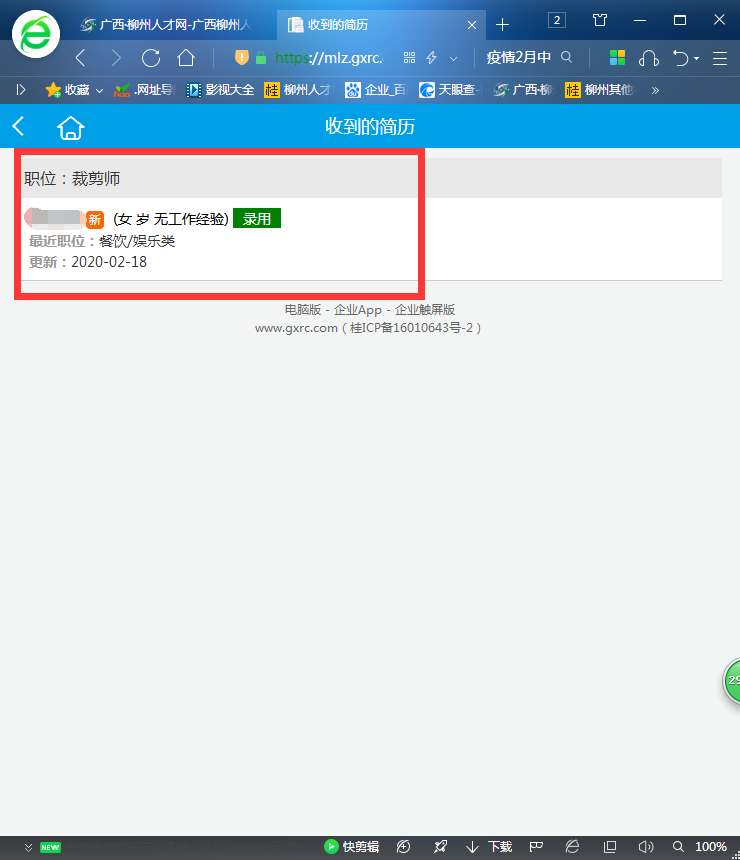 广西·柳州人才网-广西柳州人
收到的简历
2
https://mlz.gxrc.
疫情2月中
收藏
.网址导
影视大全
桂 柳州人才
企业_百
天眼查-
广西·柳
桂 柳州其他
»
收到的简历
职位：裁剪师
新 (女 岁 无工作经验) 录用
最近职位：餐饮/娱乐类
更新：2020-02-18
电脑版 - 企业App - 企业触屏版
www.gxrc.com ( 桂ICP备16010643号-2 )
29
NEW
快剪辑
下载
100%